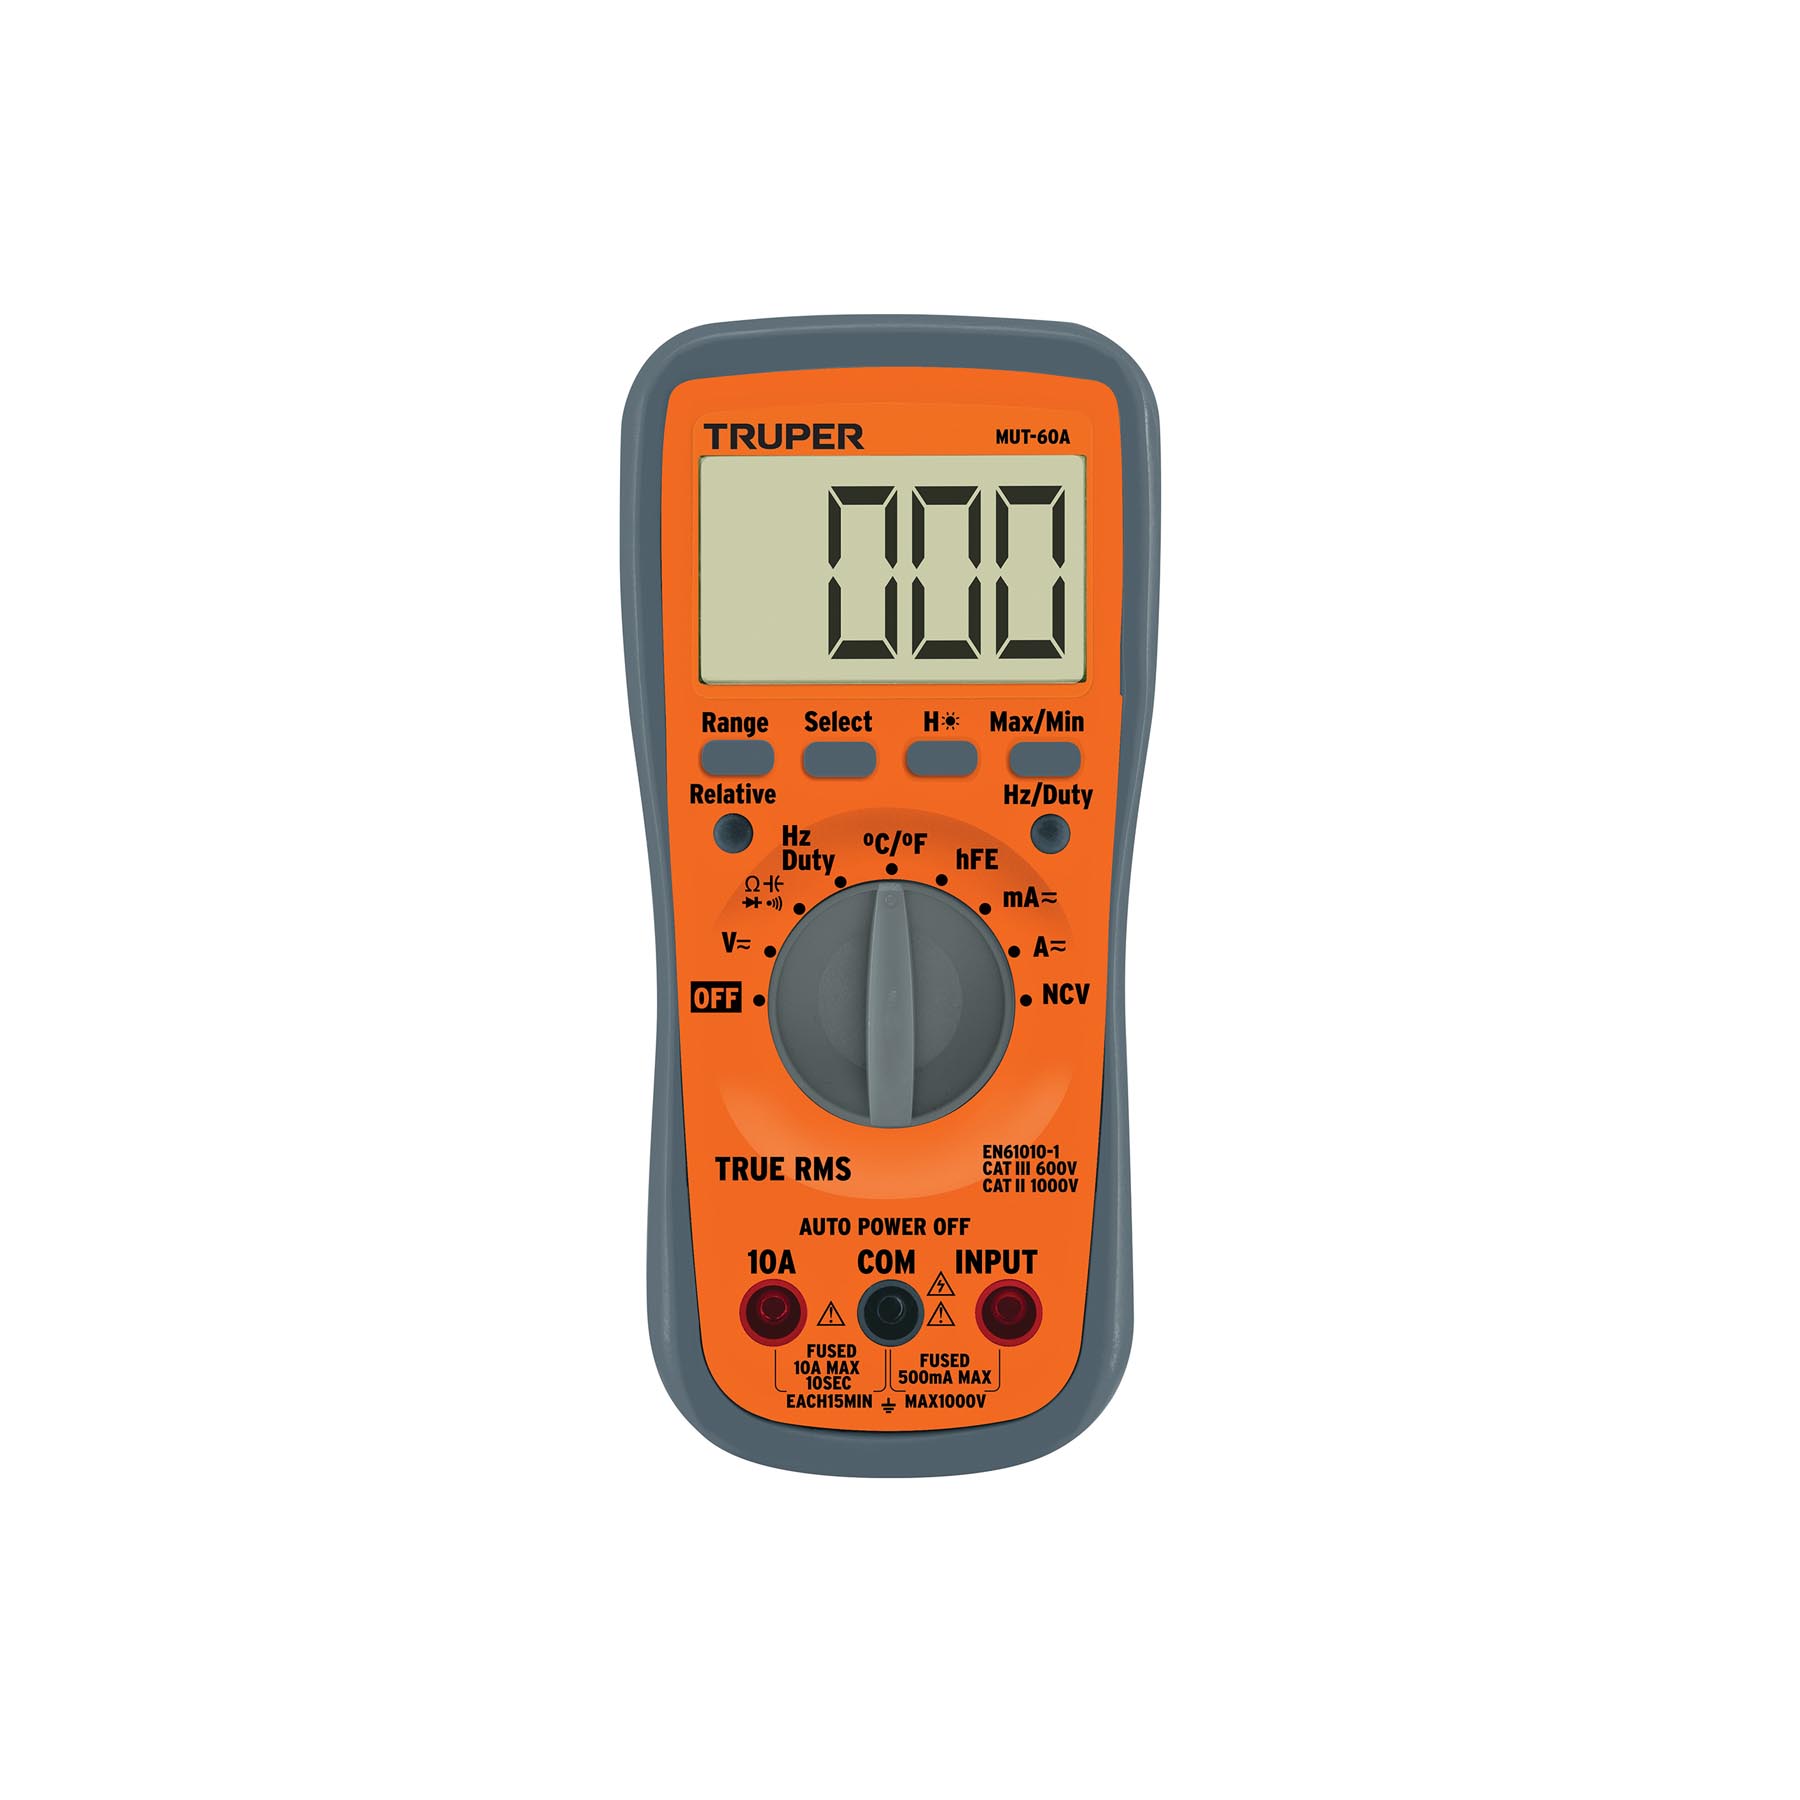 TRUPER MUT-60A
000
Range Select H Max/Min
Relative Hz/Duty
Hz
Duty
ºC/ºF
hFE
Ω
mA
V
A
OFF
NCV
TRUE RMS
EN61010-1
CAT III 600V
CAT II 1000V
AUTO POWER OFF
10A COM INPUT
FUSED
10A MAX
10SEC
EACH15MIN
FUSED
500mA MAX
MAX1000V